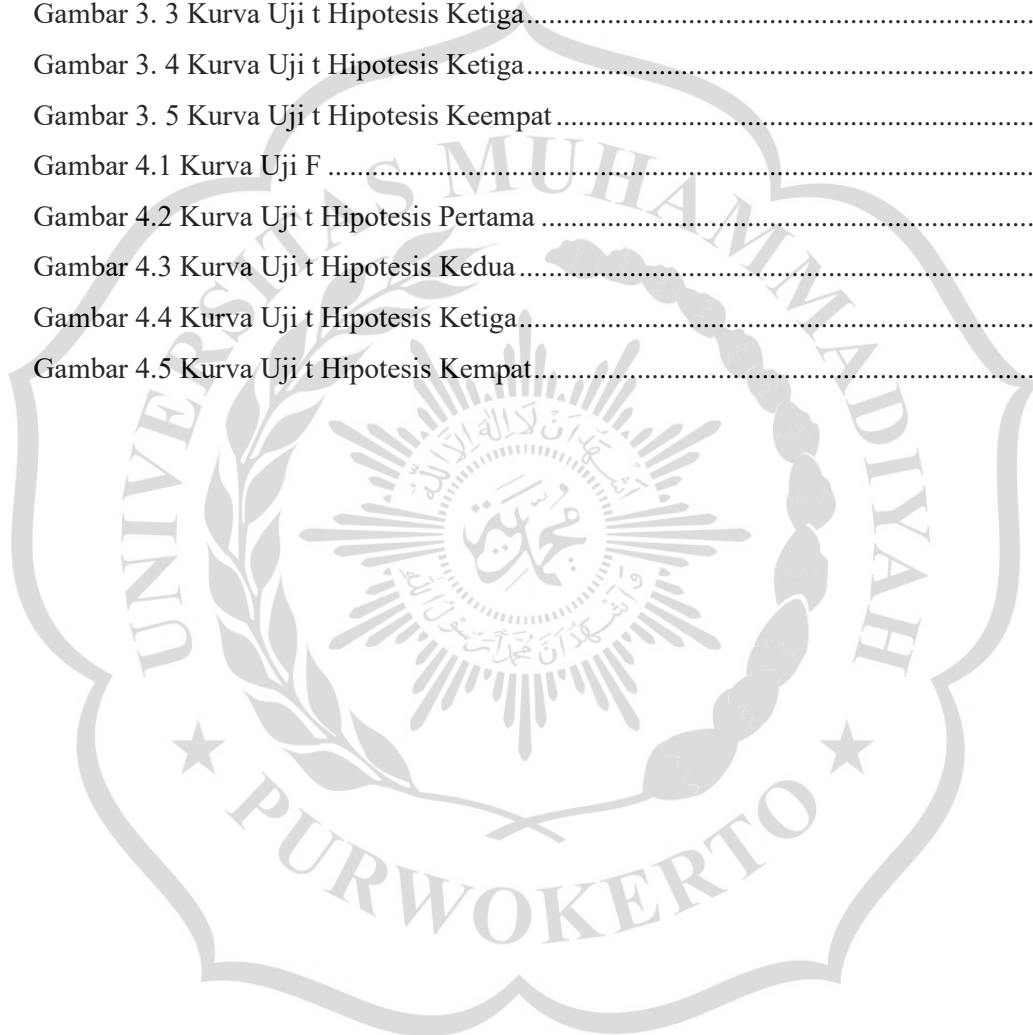 Gambar 3. 3 Kurva Uji t Hipotesis Ketiga
Gambar 3. 4 Kurva Uji t Hipotesis Ketiga
Gambar 3. 5 Kurva Uji t Hipotesis Keempat
Gambar 4.1 Kurva Uji F
Gambar 4.2 Kurva Uji t Hipotesis Pertama
Gambar 4.3 Kurva Uji t Hipotesis Kedua
Gambar 4.4 Kurva Uji t Hipotesis Ketiga
Gambar 4.5 Kurva Uji t Hipotesis Kempat
UNIVERSITAS MUHAMMADIYAH
أَشْهَدُ أَنْ لَا إِلٰهَ إِلَّا اللّٰهُ
محمدية
وَأَشْهَدُ أَنَّ مُحَمَّدًا رَسُوْلُ اللّٰهِ
PURWOKERTO